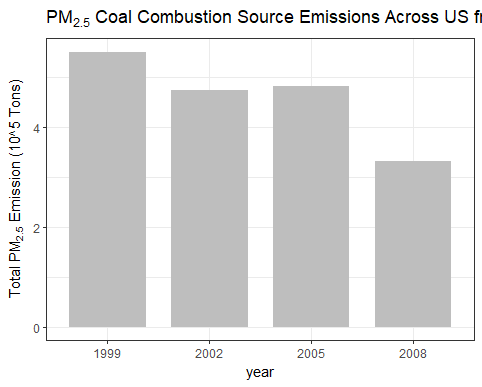 PM2.5 Coal Combustion Source Emissions Across US fr
Total PM2.5 Emission (10^5 Tons)
4
2
0
1999 2002 2005 2008
year